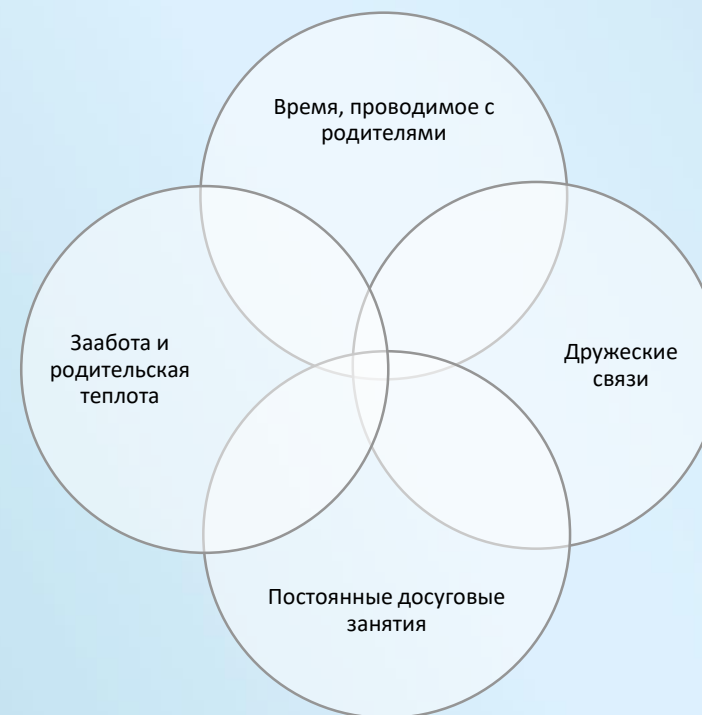 Время, проводимое с
родителями
Заабота и
родительская
теплота
Дружеские
связи
Постоянные досуговые
занятия